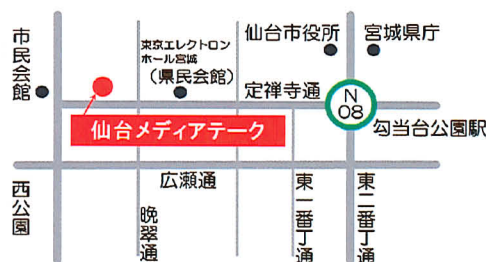 市民会館
東京エレクトロン
ホール宮城
(県民会館)
仙台市役所
宮城県庁
定禅寺通
N
08
勾当台公園駅
仙台メディアテーク
西公園
広瀬通
晩翠通
東一番丁通
東二番丁通